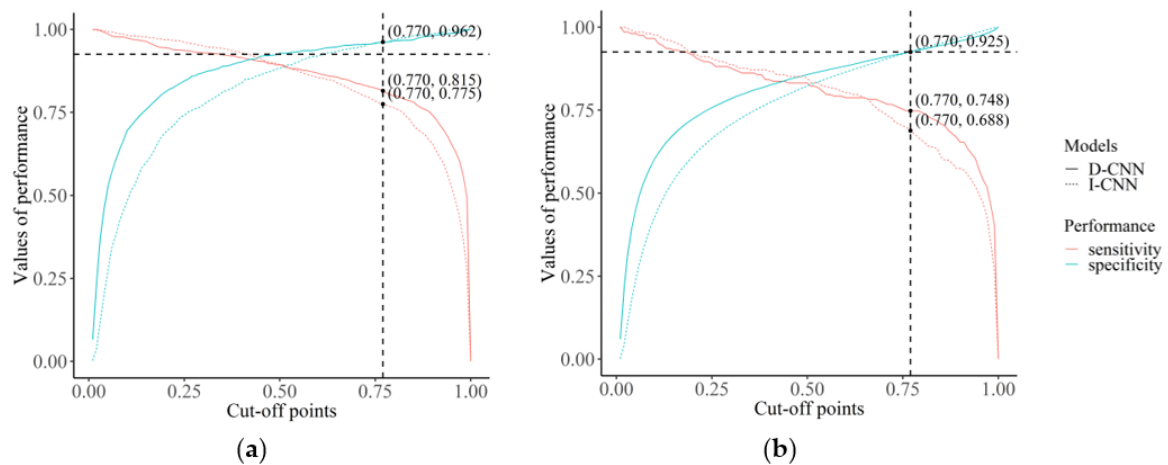 1.00
0.75
0.50
0.25
0.00
Values of performance
(0.770, 0.962)
(0.770, 0.815)
(0.770, 0.775)
0.00 0.25 0.50 0.75 1.00
Cut-off points
(a)
1.00
0.75
0.50
0.25
0.00
Values of performance
(0.770, 0.925)
(0.770, 0.748)
(0.770, 0.688)
0.00 0.25 0.50 0.75 1.00
Cut-off points
(b)
Models
D-CNN
I-CNN
Performance
sensitivity
specificity